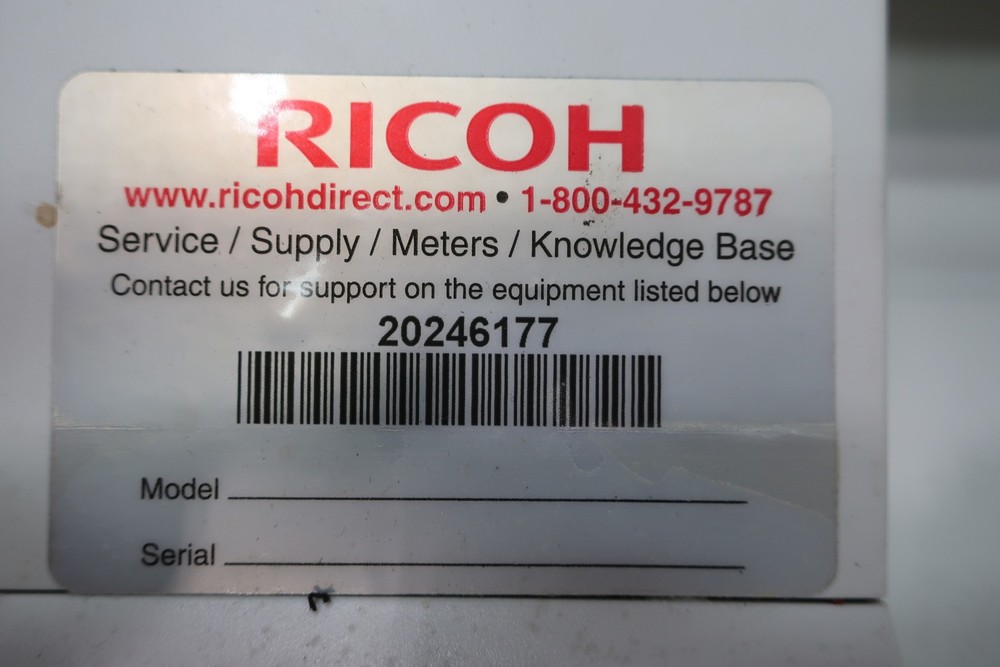 RICOH
www.ricohdirect.com • 1-800-432-9787
Service / Supply / Meters / Knowledge Base
Contact us for support on the equipment listed below
20246177
Model
Serial